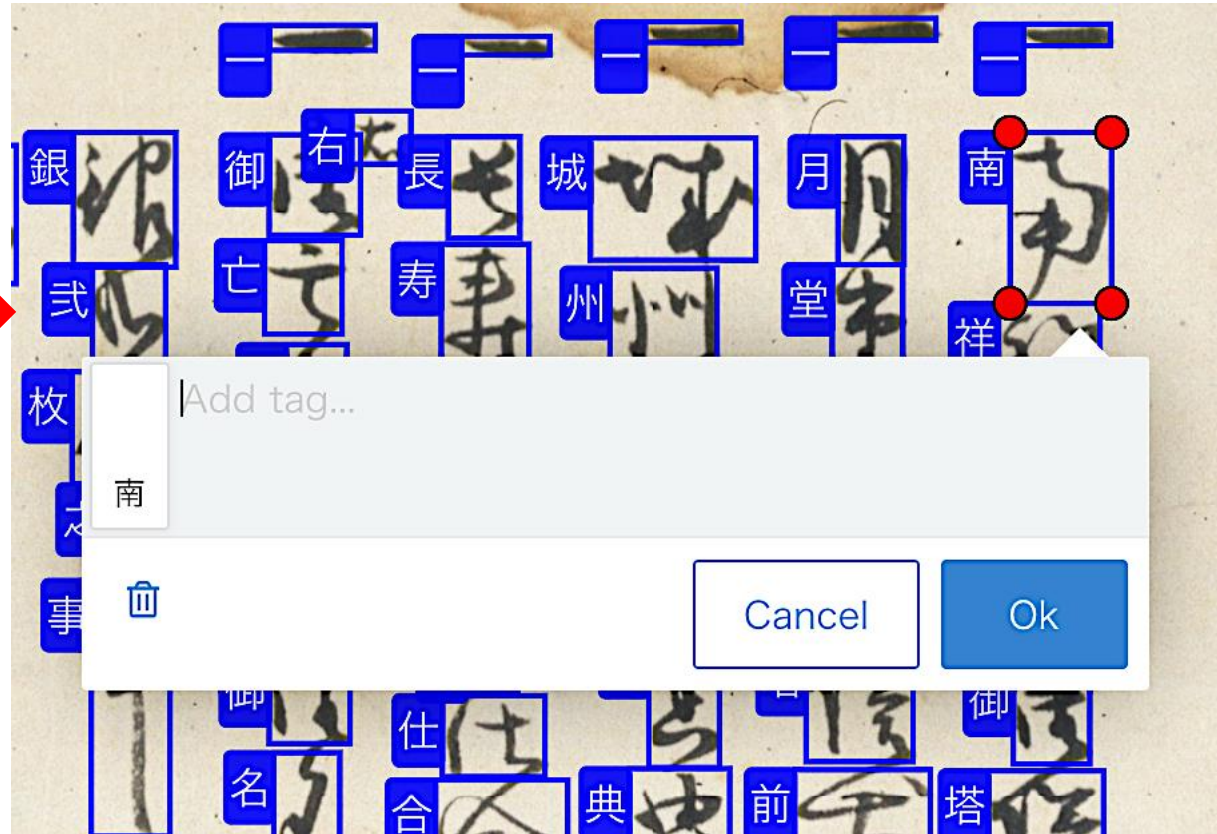 一南祥
御塔
一月堂
前
一城州
典
一長寿
仕合
一右御亡
御名
銀弐枚
事
Add tag...
南
Cancel
Ok